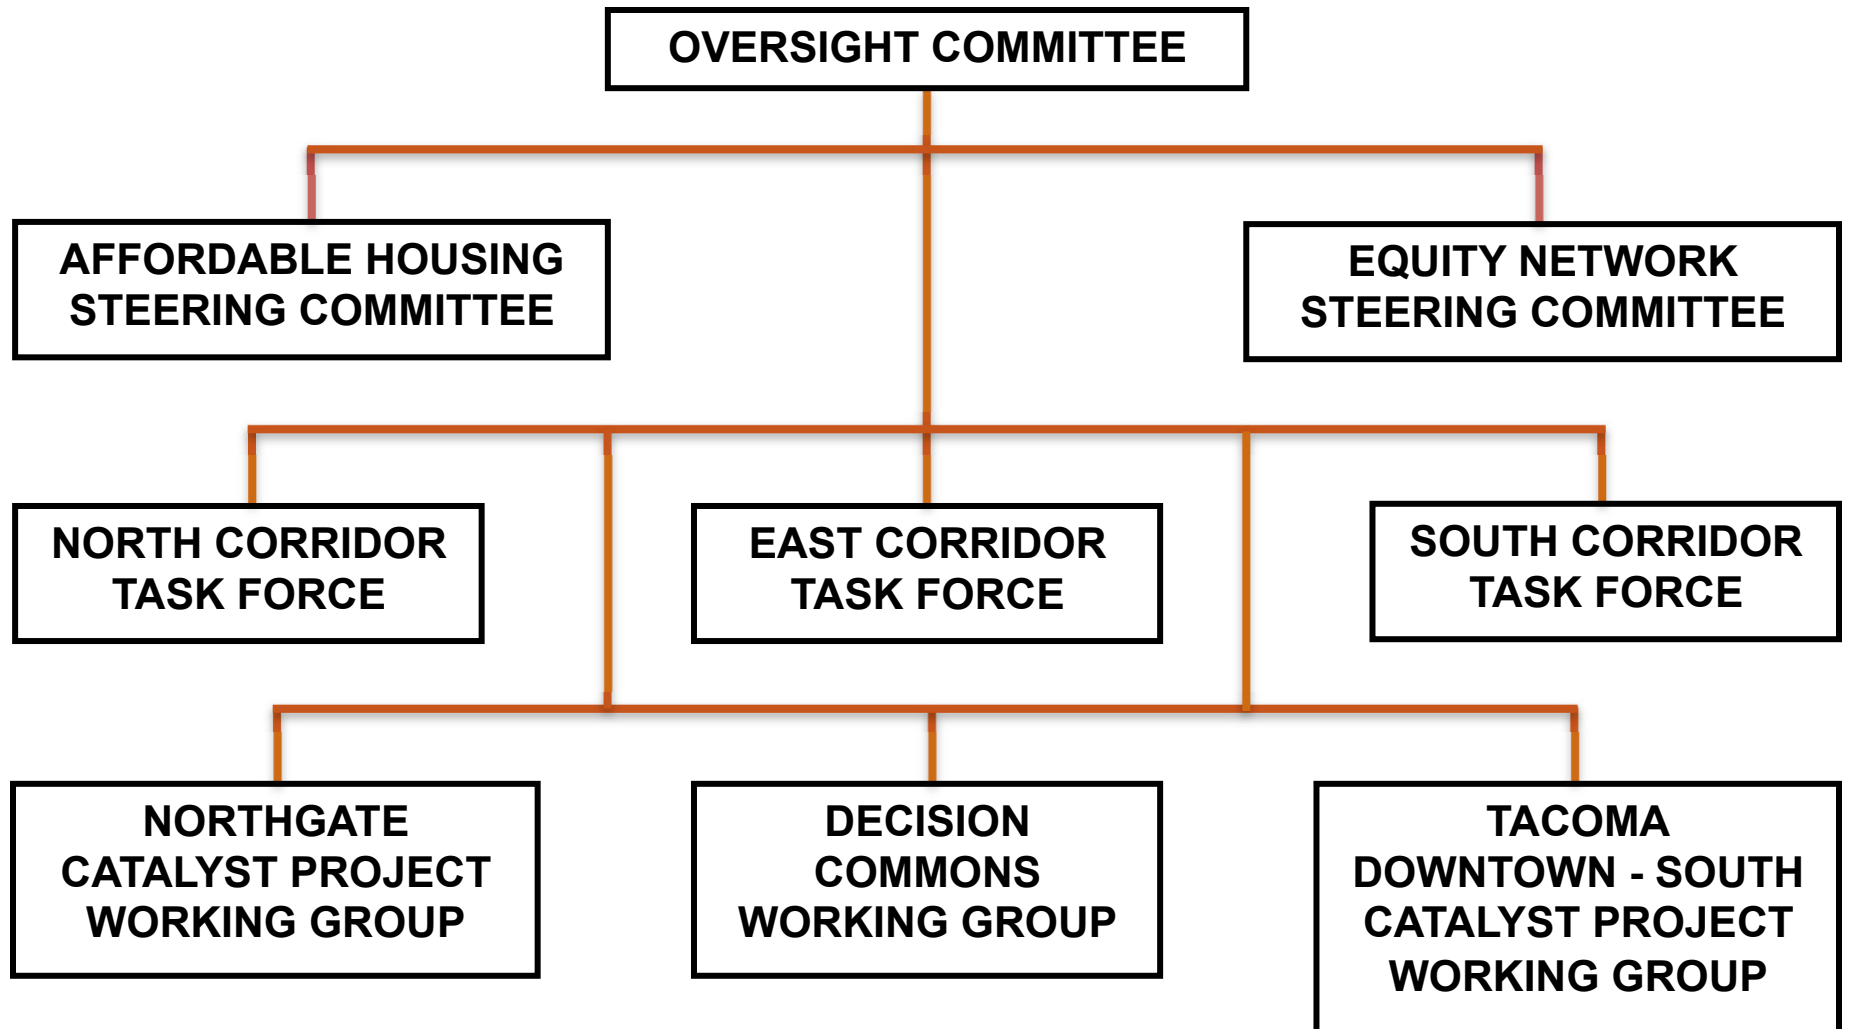 OVERSIGHT COMMITTEE
AFFORDABLE HOUSING
STEERING COMMITTEE
EQUITY NETWORK
STEERING COMMITTEE
NORTH CORRIDOR
TASK FORCE
EAST CORRIDOR
TASK FORCE
SOUTH CORRIDOR
TASK FORCE
NORTHGATE
CATALYST PROJECT
WORKING GROUP
DECISION
COMMONS
WORKING GROUP
TACOMA
DOWNTOWN - SOUTH
CATALYST PROJECT
WORKING GROUP